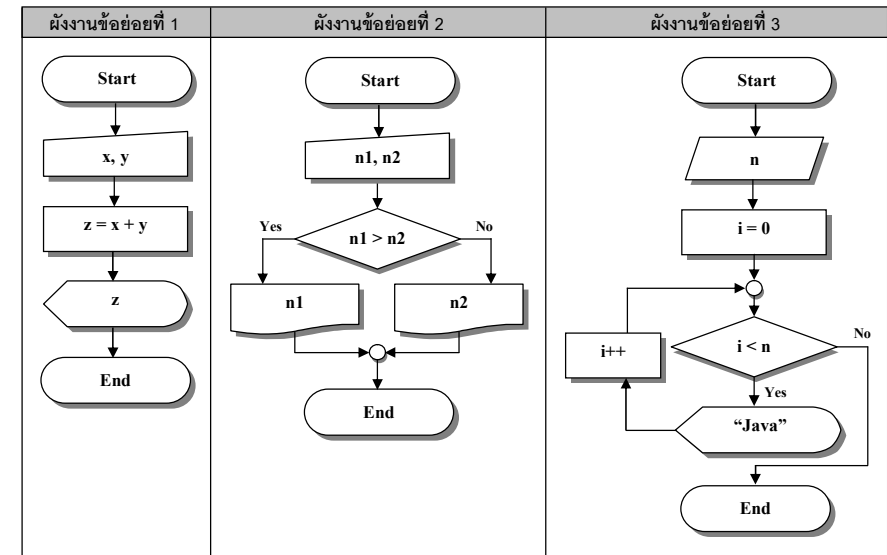 ผังงานข้อย่อยที่ 1
ผังงานข้อย่อยที่ 2
ผังงานข้อย่อยที่ 3
Start
x, y
z = x + y
z
End
Start
n1, n2
Yes
n1 > n2
No
n1
n2
End
Start
n
i = 0
i++
i < n
No
Yes
“Java”
End